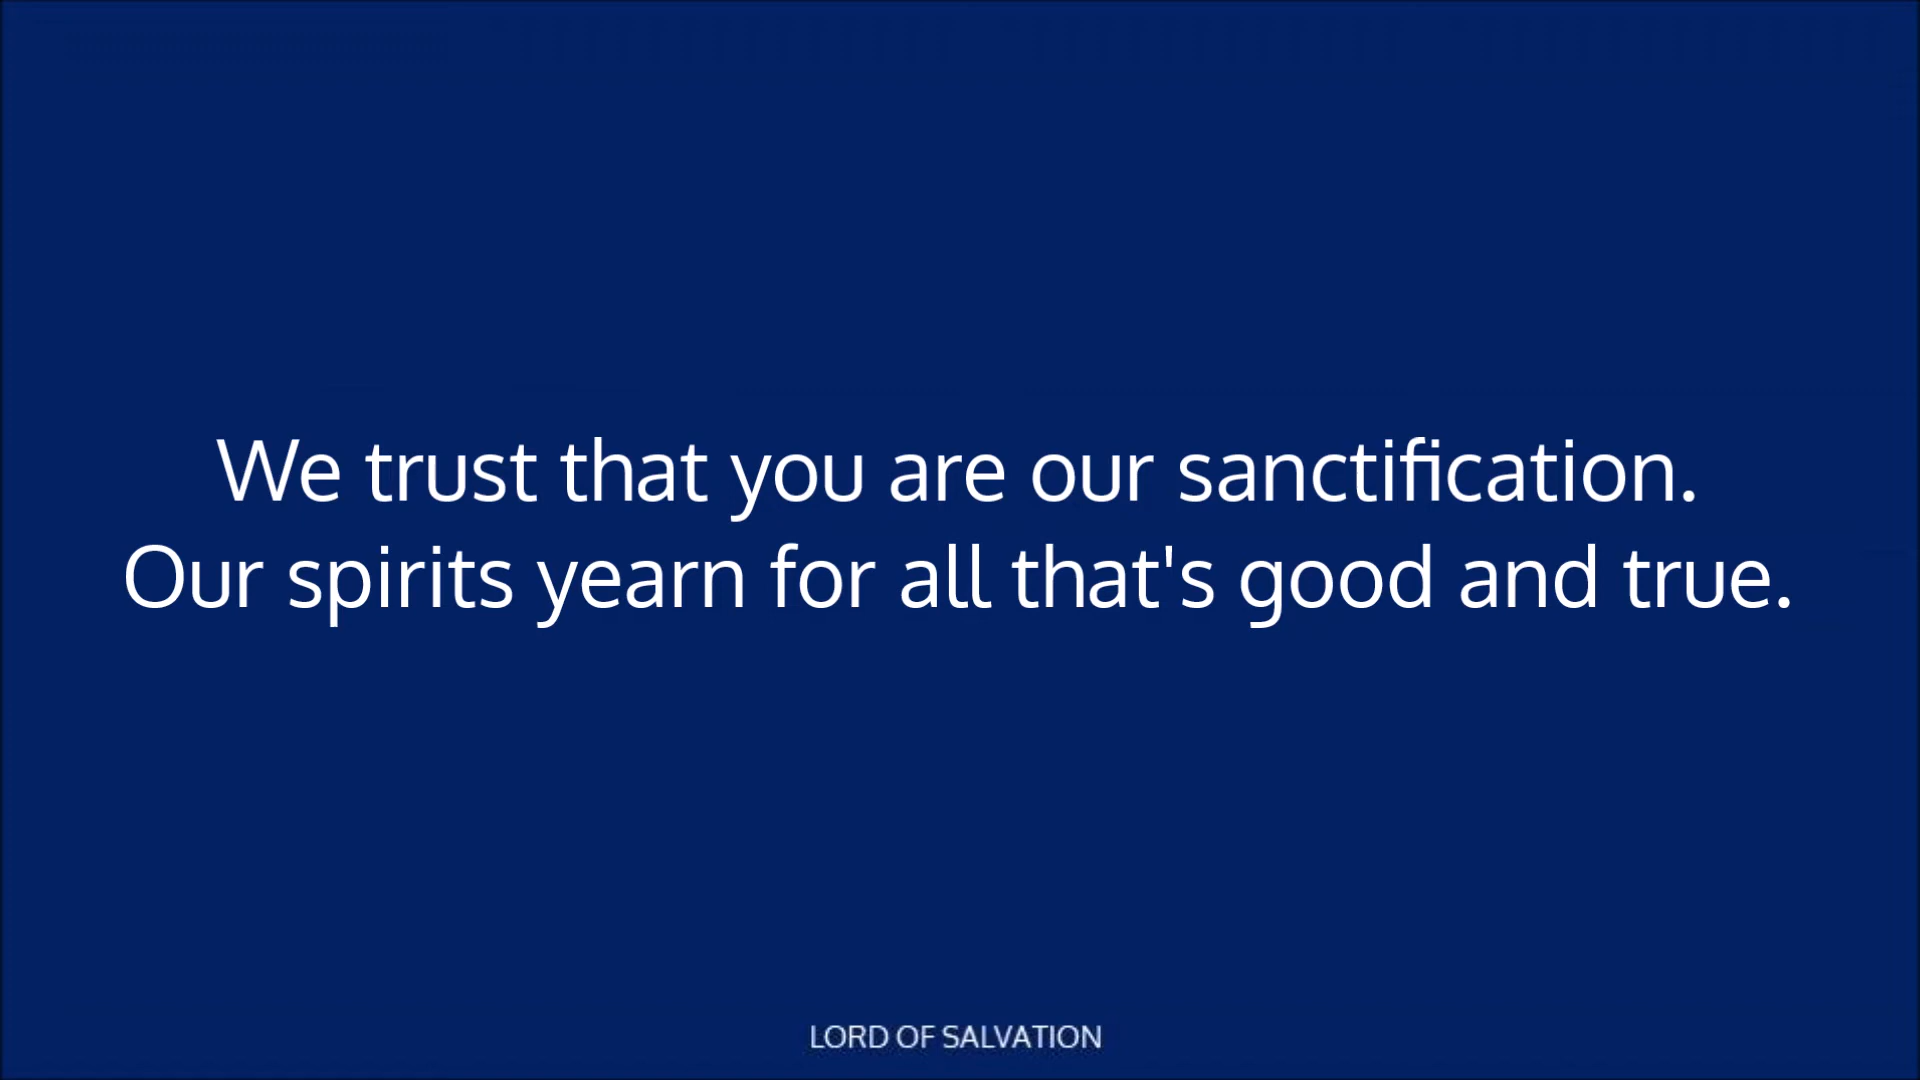 We trust that you are our sanctification.
Our spirits yearn for all that's good and true.
LORD OF SALVATION